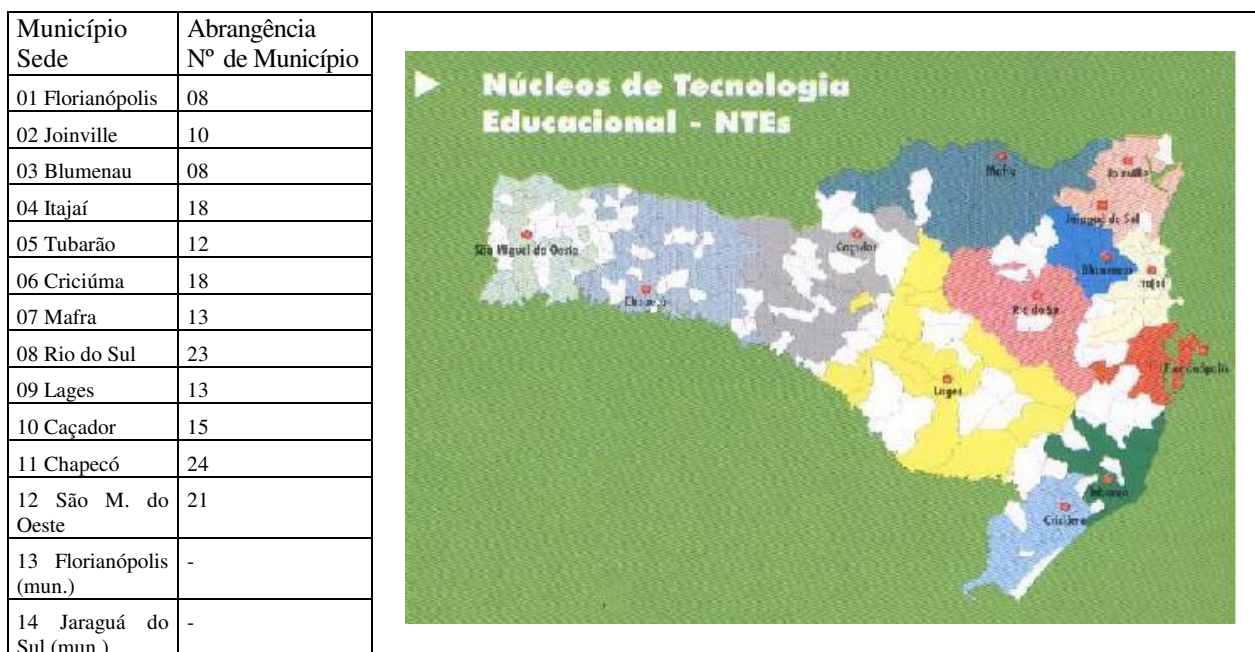 Município
Sede
Abrangência
Nº de Município
01 Florianópolis
08
02 Joinville
10
03 Blumenau
08
04 Itajaí
18
05 Tubarão
12
06 Criciúma
18
07 Mafra
13
08 Rio do Sul
23
09 Lages
13
10 Caçador
15
11 Chapecó
24
12 São M. do
Oeste
21
13 Florianópolis
(mun.)
-
14 Jaraguá do
Sul (mun.)
-
Núcleos de Tecnologia
Educacional - NTEs
Mafra
Joinville
Jaraguá do Sul
São Miguel do Oeste
Caçador
Blumenau
Itajaí
Chapecó
Rio do Sul
Florianópolis
Lages
Tubarão
Criciúma